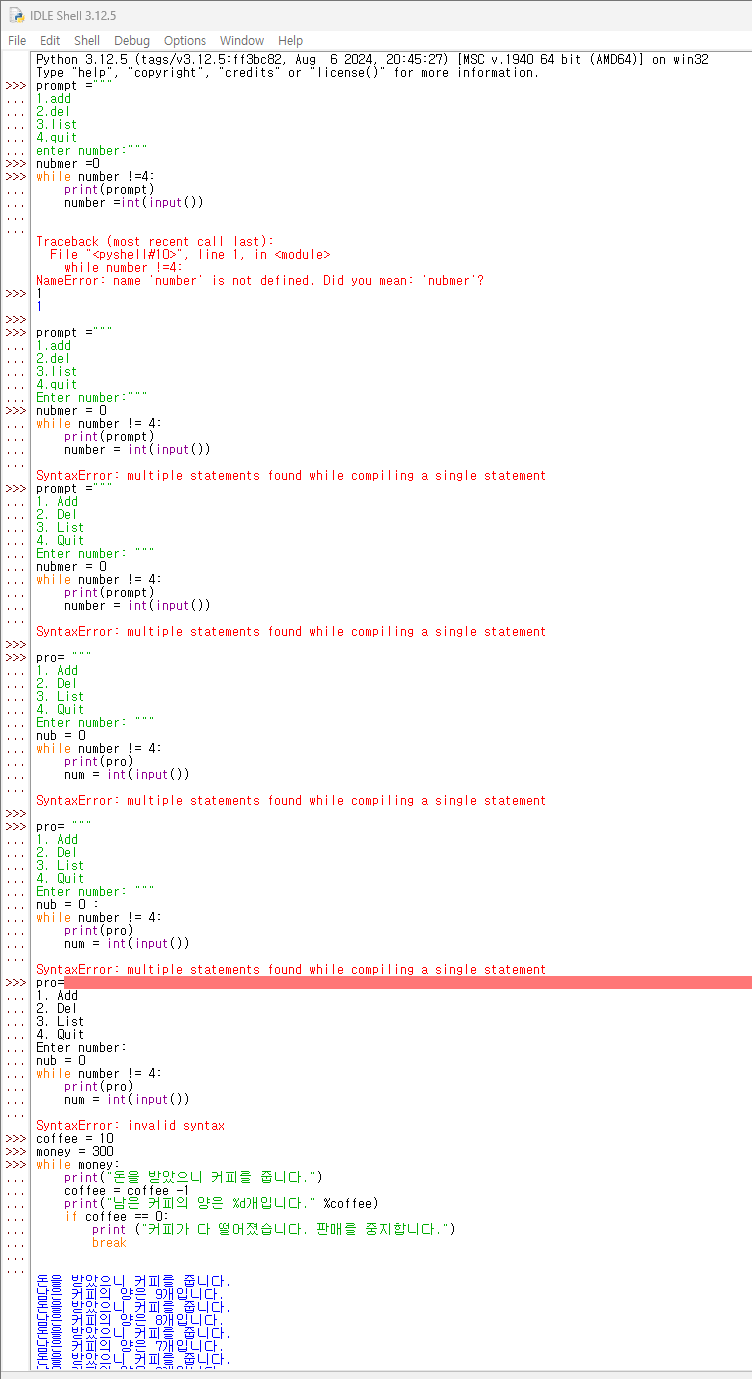 IDLE Shell 3.12.5
File Edit Shell Debug Options Window Help
Python 3.12.5 (tags/v3.12.5:ff3bc82, Aug  6 2024, 20:45:27) [MSC v.1940 64 bit (AMD64)] on win32
Type "help", "copyright", "credits" or "license()" for more information.
>>> prompt ="""
... 1.add
... 2.del
... 3.list
... 4.quit
... enter number:"""
>>> nubmer =0
>>> while number !=4:
...     print(prompt)
...     number =int(input())
...
...
Traceback (most recent call last):
  File "<pyshell#10>", line 1, in <module>
    while number !=4:
NameError: name 'number' is not defined. Did you mean: 'nubmer'?
>>> 1
1
>>>
>>> prompt ="""
... 1.add
... 2.del
... 3.list
... 4.quit
... Enter number:"""
>>> nubmer = 0
... while number != 4:
...     print(prompt)
...     number = int(input())
...
SyntaxError: multiple statements found while compiling a single statement
>>> prompt ="""
... 1. Add
... 2. Del
... 3. List
... 4. Quit
... Enter number: """
... nubmer = 0
... while number != 4:
...     print(prompt)
...     number = int(input())
...
SyntaxError: multiple statements found while compiling a single statement
>>>
>>> pro= """
... 1. Add
... 2. Del
... 3. List
... 4. Quit
... Enter number: """
... nub = 0
... while number != 4:
...     print(pro)
...     num = int(input())
...
SyntaxError: multiple statements found while compiling a single statement
>>>
>>> pro= """
... 1. Add
... 2. Del
... 3. List
... 4. Quit
... Enter number: """
... nub = 0 :
... while number != 4:
...     print(pro)
...     num = int(input())
...
SyntaxError: multiple statements found while compiling a single statement
>>> pro=
... 1. Add
... 2. Del
... 3. List
... 4. Quit
... Enter number:
... nub = 0
... while number != 4:
...     print(pro)
...     num = int(input())
...
SyntaxError: invalid syntax
>>> coffee = 10
>>> money = 300
>>> while money:
...     print("돈을 받았으니 커피를 줍니다.")
...     coffee = coffee -1
...     print("남은 커피의 양은 %d개입니다." %coffee)
...     if coffee == 0:
...         print ("커피가 다 떨어졌습니다. 판매를 중지합니다.")
...         break
...
...
돈을 받았으니 커피를 줍니다.
남은 커피의 양은 9개입니다.
돈을 받았으니 커피를 줍니다.
남은 커피의 양은 8개입니다.
돈을 받았으니 커피를 줍니다.
남은 커피의 양은 7개입니다.
돈을 받았으니 커피를 줍니다.